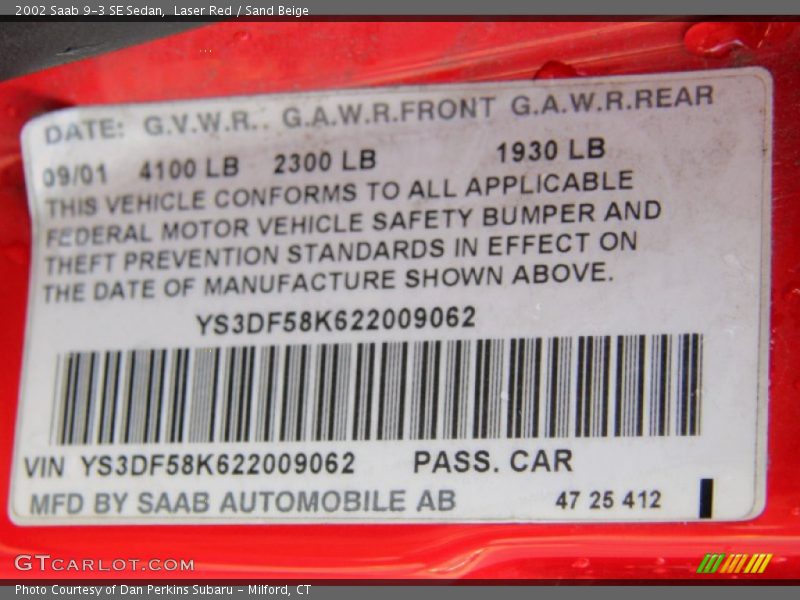 2002 Saab 9-3 SE Sedan,  Laser Red / Sand Beige
DATE: G.V.W.R.. G.A.W.R.FRONT G.A.W.R.REAR
09/01 4100 LB 2300 LB 1930 LB
THIS VEHICLE CONFORMS TO ALL APPLICABLE
FEDERAL MOTOR VEHICLE SAFETY BUMPER AND
THEFT PREVENTION STANDARDS IN EFFECT ON
THE DATE OF MANUFACTURE SHOWN ABOVE.
YS3DF58K622009062
VIN YS3DF58K622009062 PASS. CAR
MFD BY SAAB AUTOMOBILE AB 47 25 412
GTCARLOT.COM
Photo Courtesy of Dan Perkins Subaru - Milford, CT